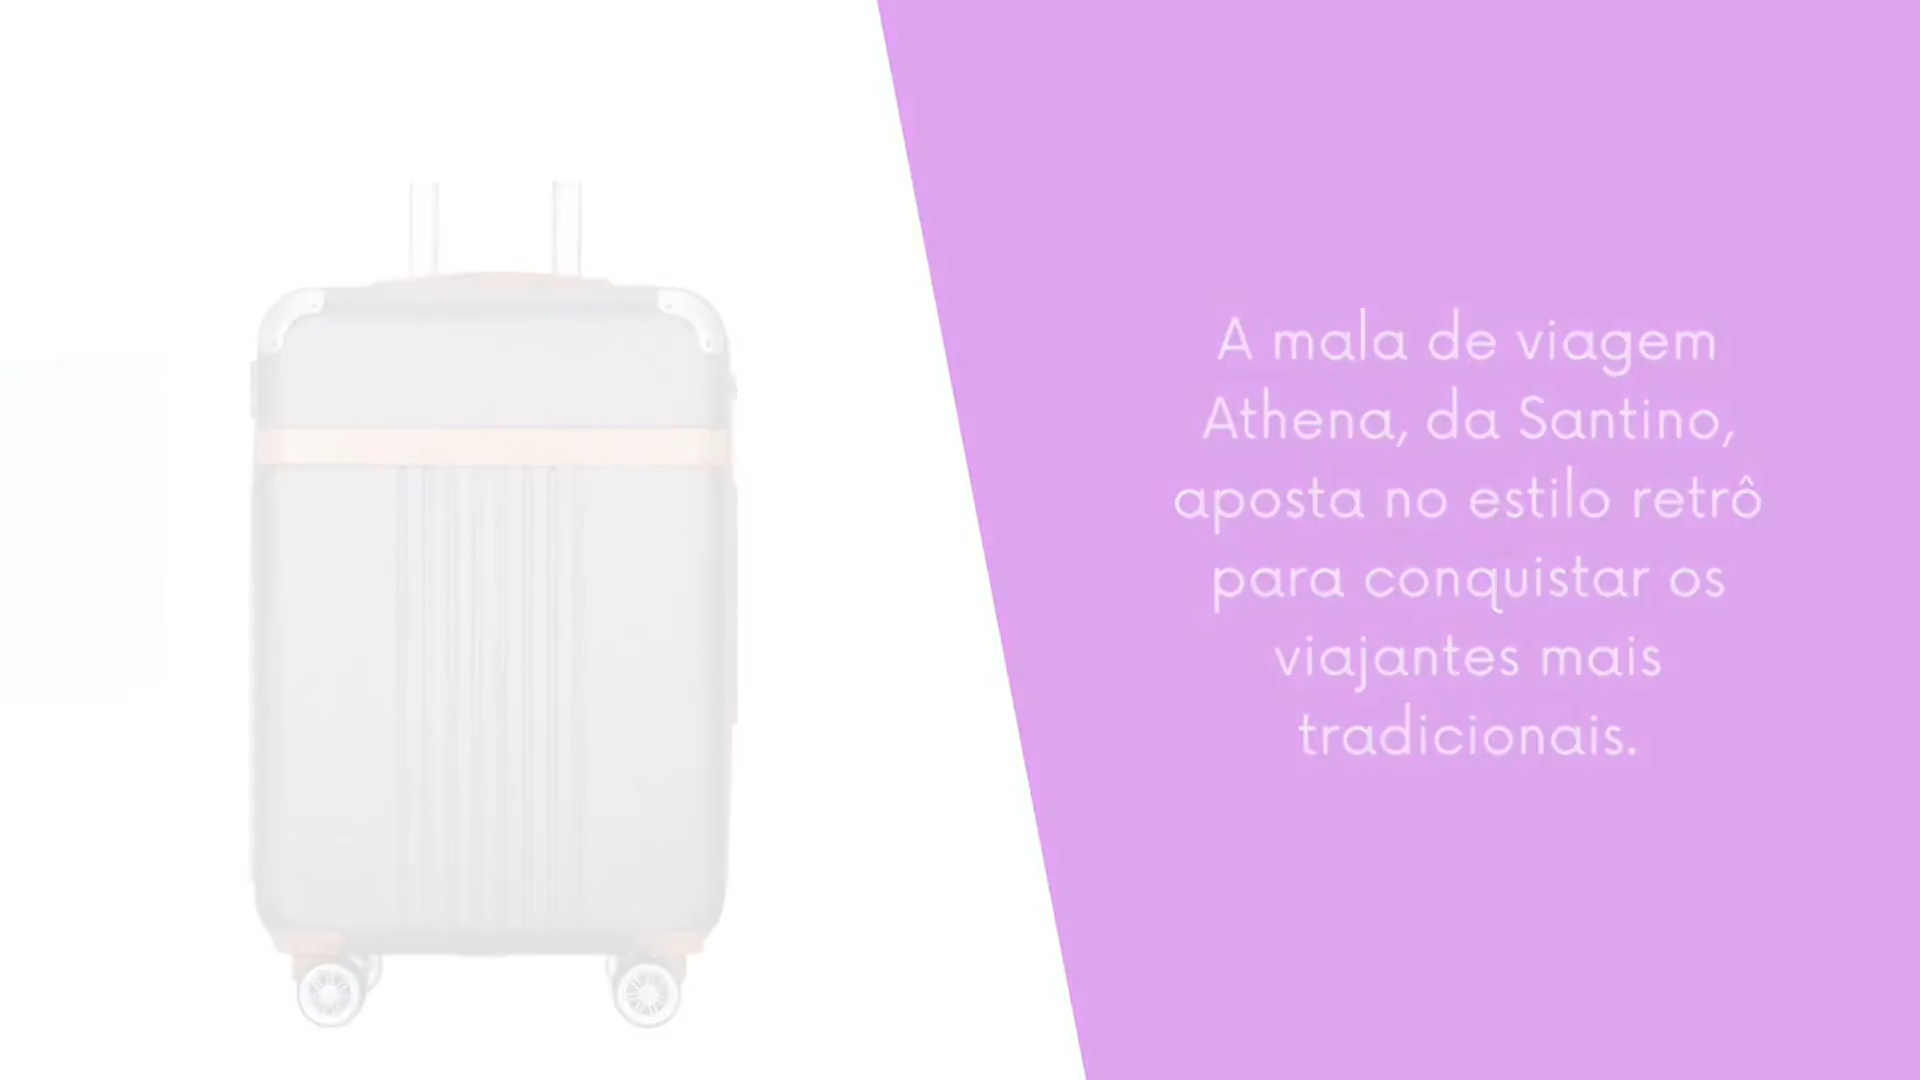 A mala de viagem
Athena, da Santino,
aposta no estilo retrô
para conquistar os
viajantes mais
tradicionais.